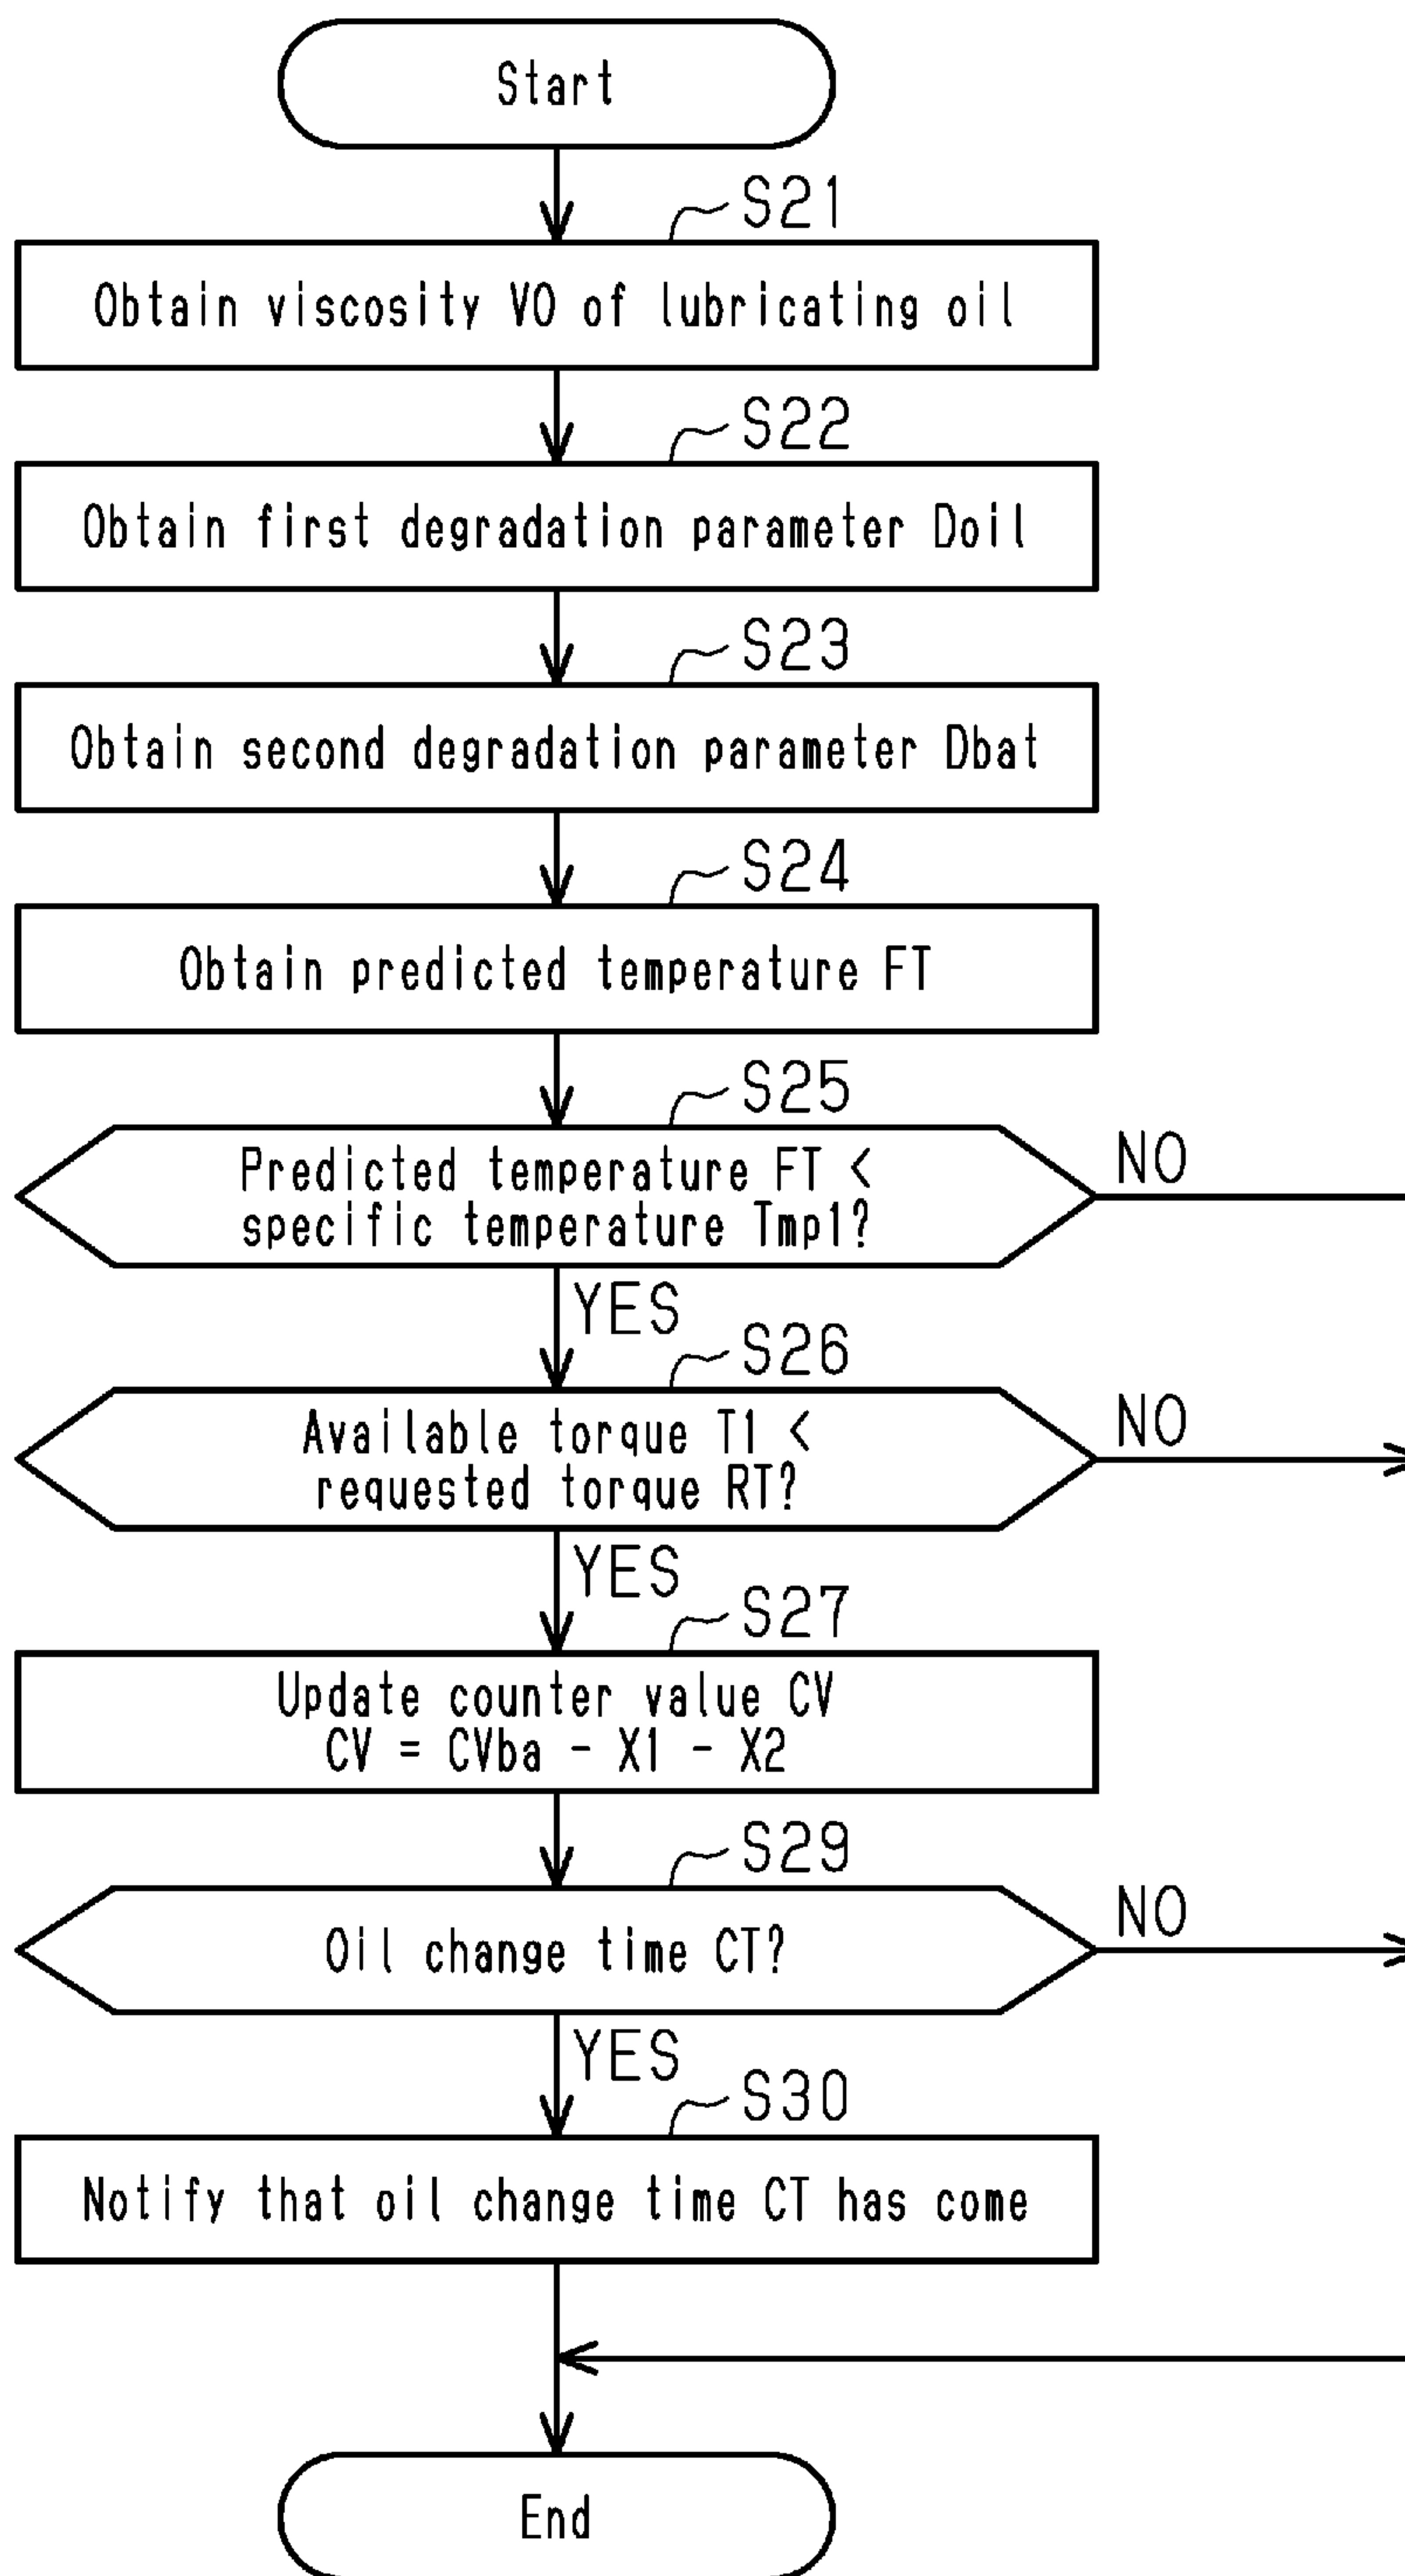 Start
S21
Obtain viscosity VO of lubricating oil
S22
Obtain first degradation parameter Doil
S23
Obtain second degradation parameter Dbat
S24
Obtain predicted temperature FT
S25
Predicted temperature FT <
specific temperature Tmp1?
NO
YES
S26
Available torque T1 <
requested torque RT?
NO
YES
S27
Update counter value CV
CV = CVba - X1 - X2
S29
Oil change time CT?
NO
YES
S30
Notify that oil change time CT has come
End